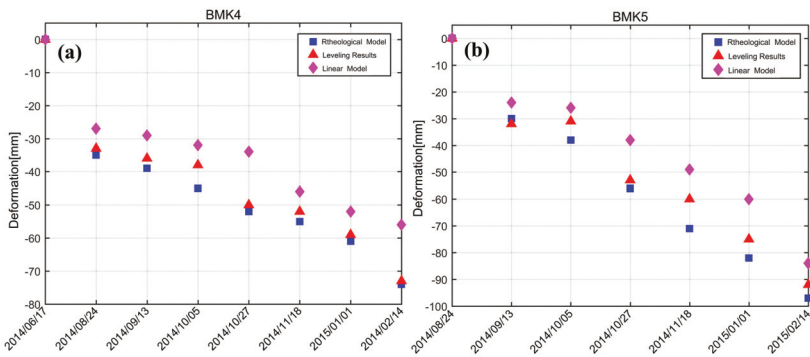 BMK4
(a)
Rtheological Model
Leveling Results
Linear Model
Deformation[mm]
0
-10
-20
-30
-40
-50
-60
-70
-80
2014/06/17
2014/08/24
2014/09/13
2014/10/05
2014/10/27
2014/11/18
2015/01/01
2014/02/14
BMK5
(b)
Rtheological Model
Leveling Results
Linear Model
Deformation[mm]
0
-10
-20
-30
-40
-50
-60
-70
-80
-90
-100
2014/08/24
2014/09/13
2014/10/05
2014/10/27
2014/11/18
2015/01/01
2015/02/14